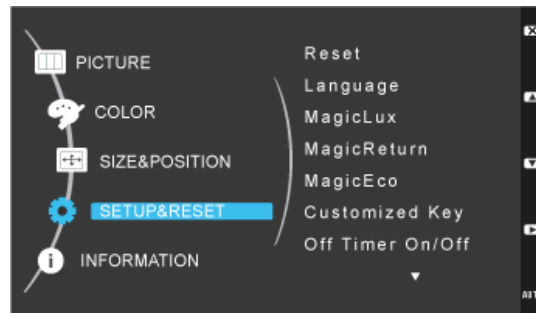 PICTURE
COLOR
SIZE&POSITION
SETUP&RESET
INFORMATION
Reset
Language
MagicLux
MagicReturn
MagicEco
Customized Key
Off Timer On/Off